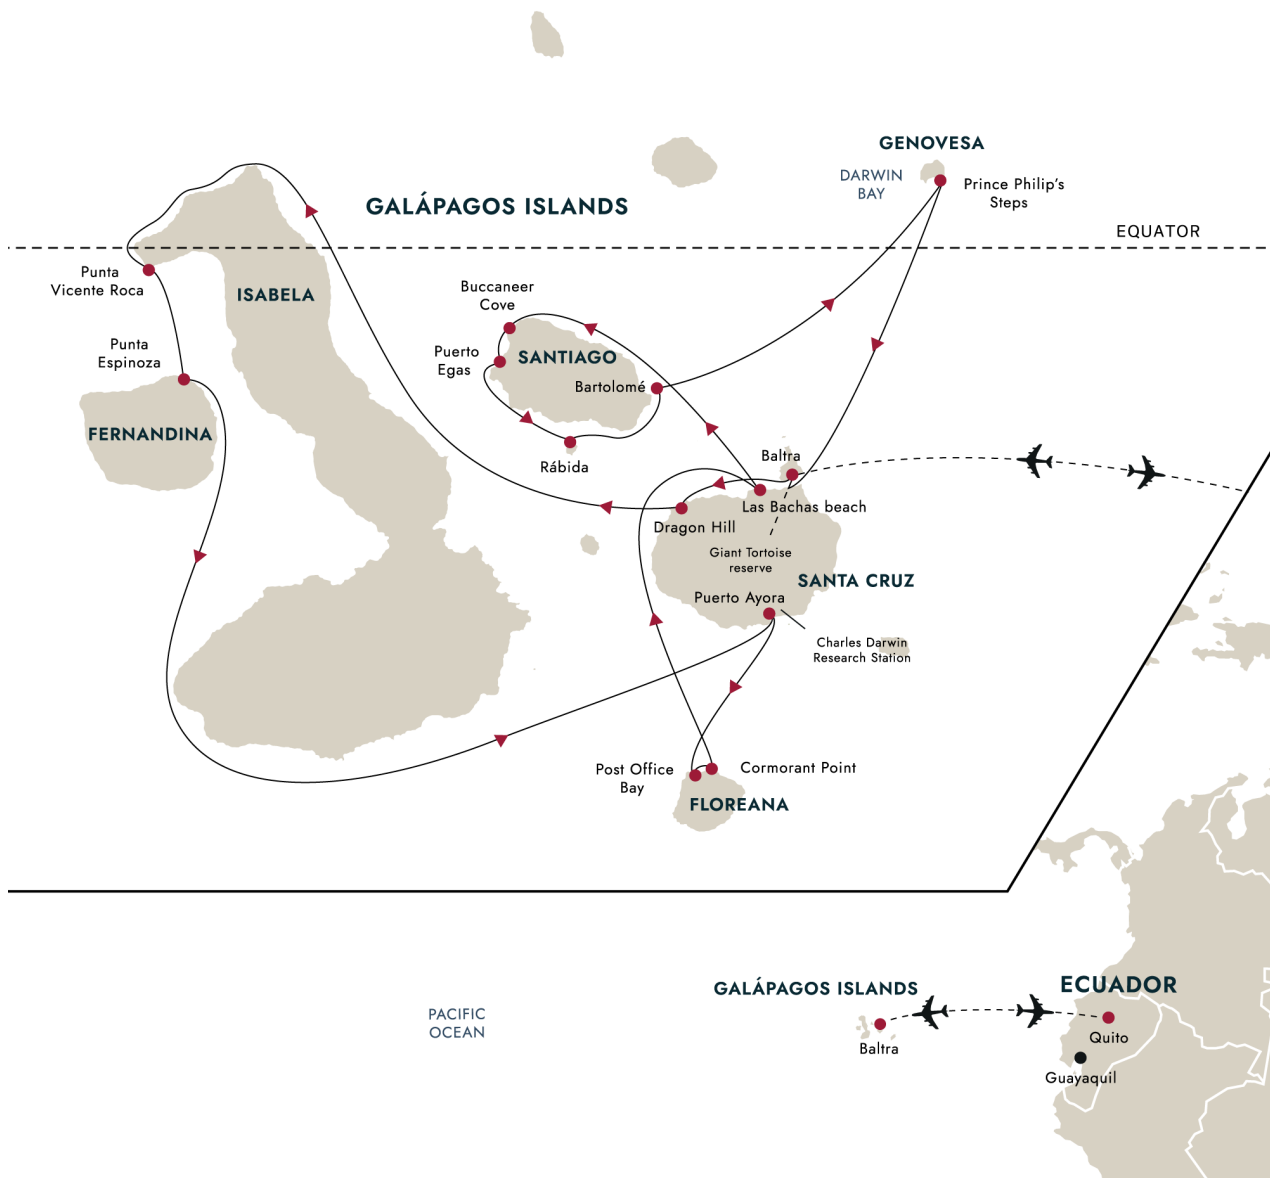 GENOVESA
DARWIN
BAY
Prince Philip's
Steps
GALÁPAGOS ISLANDS
EQUATOR
Punta
Vicente Roca
ISABELA
Buccaneer
Cove
Punta
Espinoza
Puerto
Egas
SANTIAGO
Bartolomé
FERNANDINA
Rábida
Baltra
Las Bachas beach
Dragon Hill
Giant Tortoise
reserve
SANTA CRUZ
Puerto Ayora
Charles Darwin
Research Station
Post Office
Bay
Cormorant Point
FLOREANA
GALÁPAGOS ISLANDS
ECUADOR
PACIFIC
OCEAN
Baltra
Quito
Guayaquil